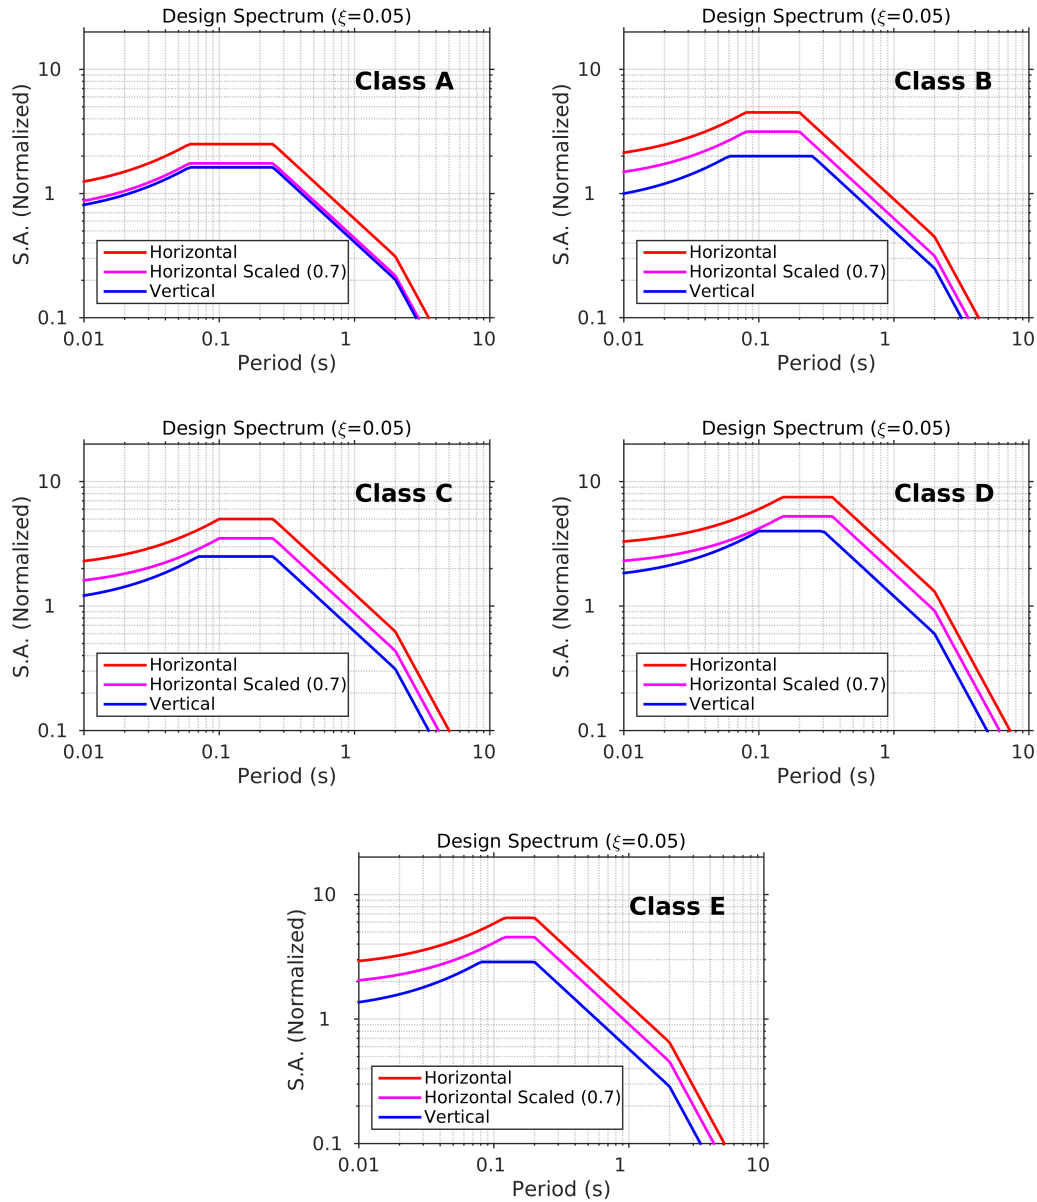 Design Spectrum (ξ=0.05)
10
1
0.1
S.A. (Normalized)
Class A
Horizontal
Horizontal Scaled (0.7)
Vertical
0.01 0.1 1 10
Period (s)
Design Spectrum (ξ=0.05)
10
1
0.1
S.A. (Normalized)
Class B
Horizontal
Horizontal Scaled (0.7)
Vertical
0.01 0.1 1 10
Period (s)
Design Spectrum (ξ=0.05)
10
1
0.1
S.A. (Normalized)
Class C
Horizontal
Horizontal Scaled (0.7)
Vertical
0.01 0.1 1 10
Period (s)
Design Spectrum (ξ=0.05)
10
1
0.1
S.A. (Normalized)
Class D
Horizontal
Horizontal Scaled (0.7)
Vertical
0.01 0.1 1 10
Period (s)
Design Spectrum (ξ=0.05)
10
1
0.1
S.A. (Normalized)
Class E
Horizontal
Horizontal Scaled (0.7)
Vertical
0.01 0.1 1 10
Period (s)